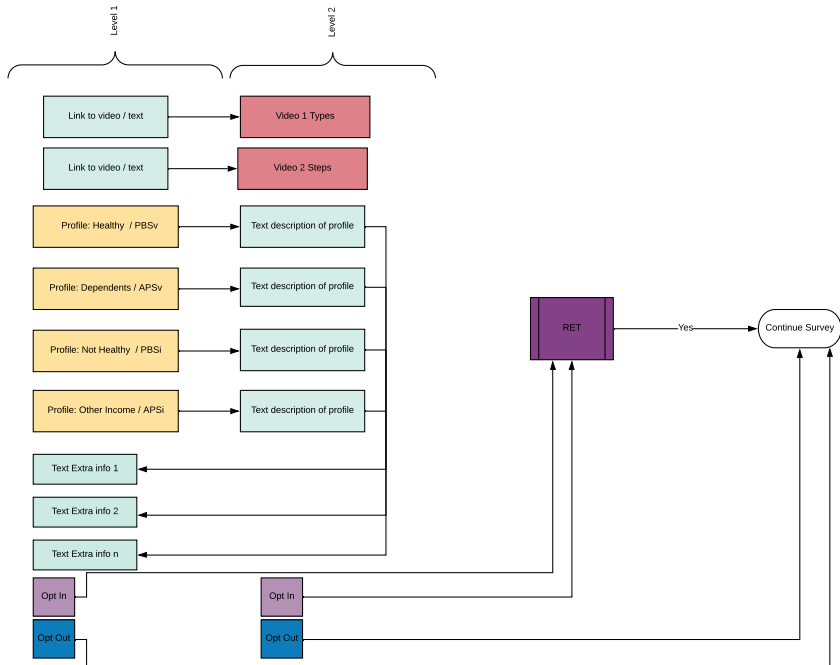 Level 1
Level 2
Link to video / text
Video 1 Types
Link to video / text
Video 2 Steps
Profile: Healthy / PBSv
Text description of profile
Profile: Dependents / APSv
Text description of profile
Profile: Not Healthy / PBSi
Text description of profile
Profile: Other Income / APSi
Text description of profile
RET
Yes
Continue Survey
Text Extra info 1
Text Extra info 2
Text Extra info n
Opt In
Opt In
Opt Out
Opt Out